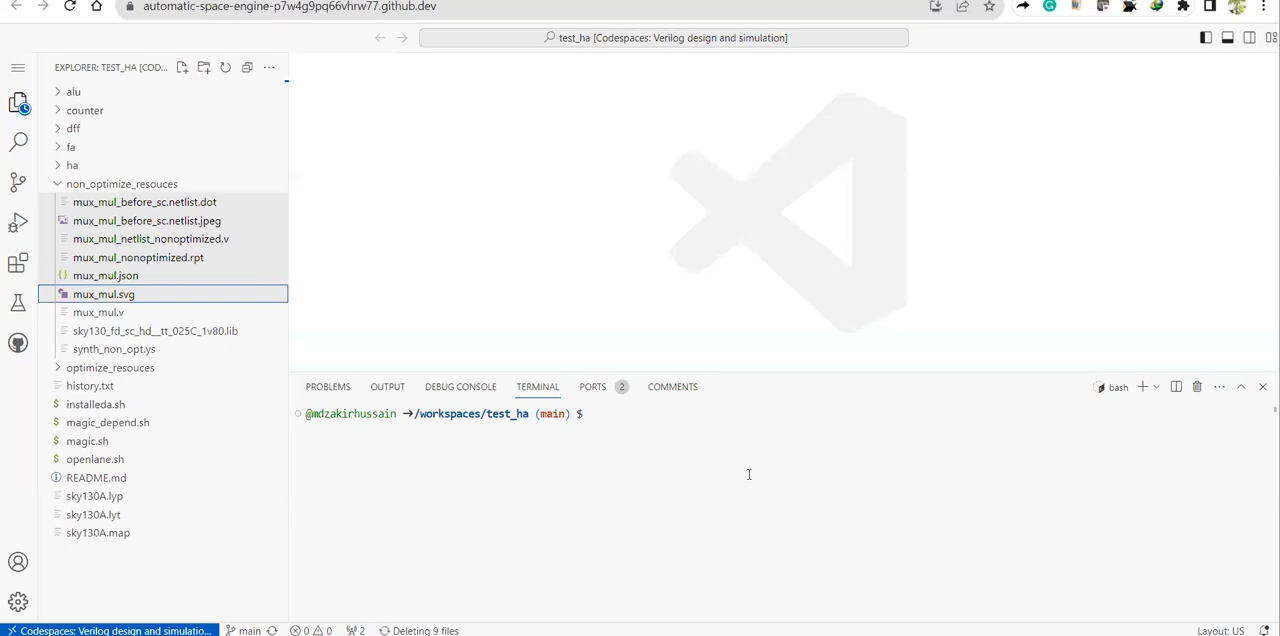 automatic-space-engine-p7w4g9pq66vhrw77.github.dev
test_ha [Codespaces: Verilog design and simulation]
EXPLORER: TEST_HA [COD...
alu
counter
dff
fa
ha
non_optimize_resouces
mux_mul_before_sc.netlist.dot
mux_mul_before_sc.netlist.jpeg
mux_mul_netlist_nonoptimized.v
mux_mul_nonoptimized.rpt
mux_mul.json
mux_mul.svg
mux_mul.v
sky130_fd_sc_hd__tt_025C_1v80.lib
synth_non_opt.ys
optimize_resouces
history.txt
installeda.sh
magic_depend.sh
magic.sh
openlane.sh
README.md
sky130A.lyp
sky130A.lyt
sky130A.map
PROBLEMS OUTPUT DEBUG CONSOLE TERMINAL PORTS 2 COMMENTS
bash
@mdzakirhussain →/workspaces/test_ha (main) $
Codespaces: Verilog design and simulatio... main 0 0 2 Deleting 9 files Layout: US